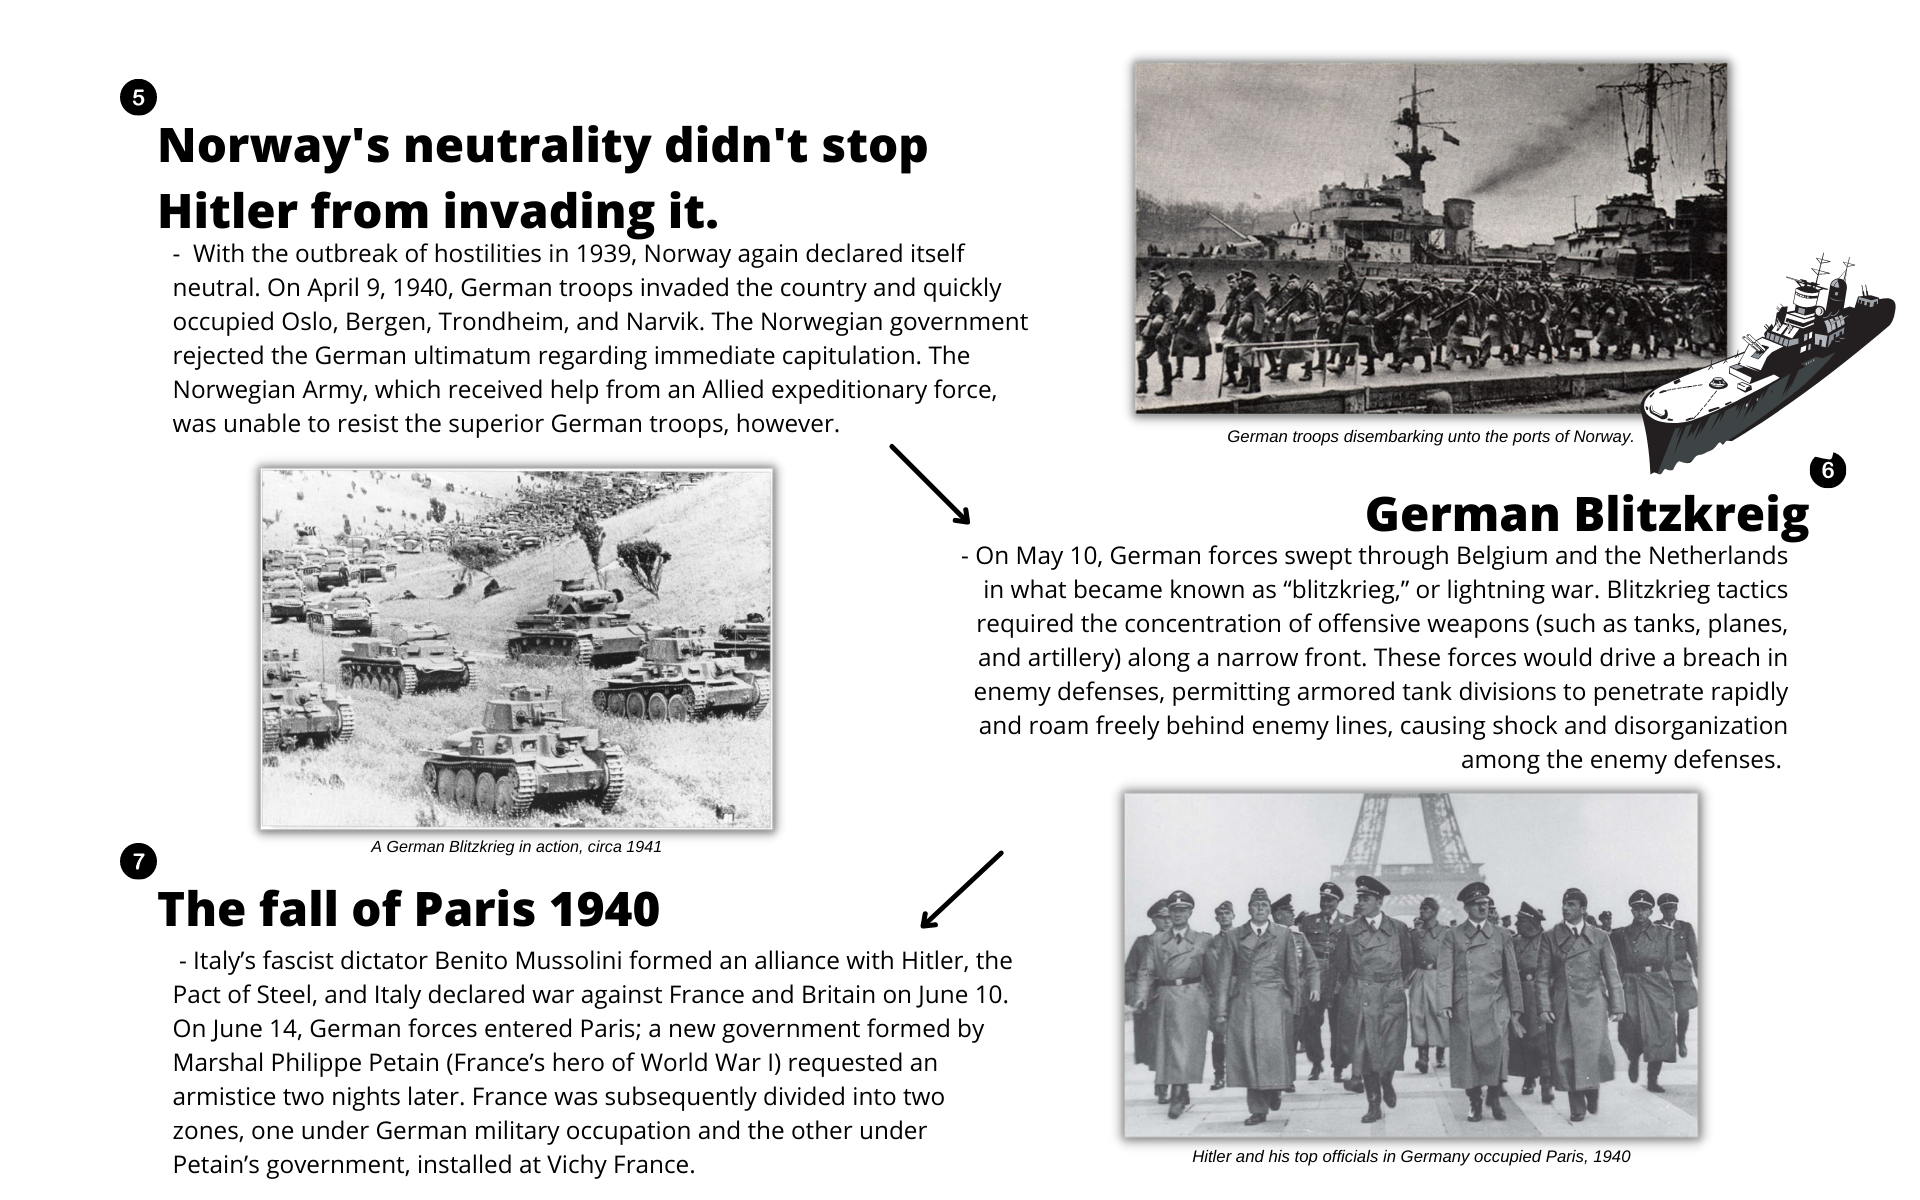 5
Norway's neutrality didn't stop
Hitler from invading it.
- With the outbreak of hostilities in 1939, Norway again declared itself
neutral. On April 9, 1940, German troops invaded the country and quickly
occupied Oslo, Bergen, Trondheim, and Narvik. The Norwegian government
rejected the German ultimatum regarding immediate capitulation. The
Norwegian Army, which received help from an Allied expeditionary force,
was unable to resist the superior German troops, however.
German troops disembarking unto the ports of Norway.
6
German Blitzkreig
- On May 10, German forces swept through Belgium and the Netherlands
in what became known as “blitzkrieg,” or lightning war. Blitzkrieg tactics
required the concentration of offensive weapons (such as tanks, planes,
and artillery) along a narrow front. These forces would drive a breach in
enemy defenses, permitting armored tank divisions to penetrate rapidly
and roam freely behind enemy lines, causing shock and disorganization
among the enemy defenses.
A German Blitzkrieg in action, circa 1941
7
The fall of Paris 1940
- Italy’s fascist dictator Benito Mussolini formed an alliance with Hitler, the
Pact of Steel, and Italy declared war against France and Britain on June 10.
On June 14, German forces entered Paris; a new government formed by
Marshal Philippe Petain (France’s hero of World War I) requested an
armistice two nights later. France was subsequently divided into two
zones, one under German military occupation and the other under
Petain’s government, installed at Vichy France.
Hitler and his top officials in Germany occupied Paris, 1940